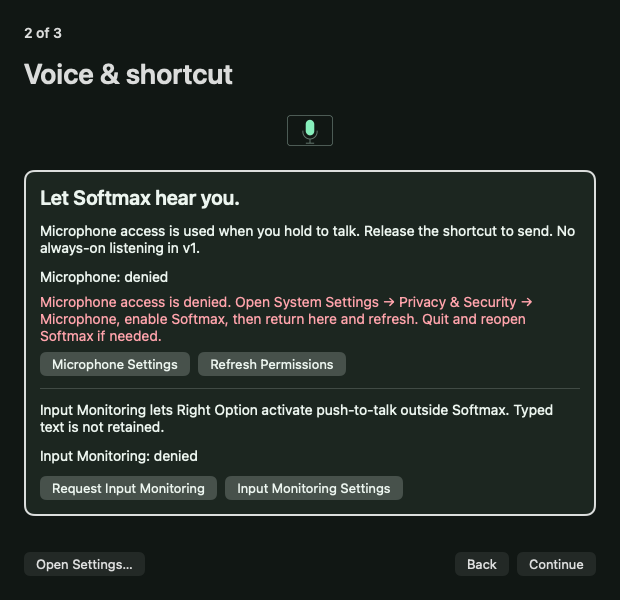 2 of 3
Voice & shortcut
Let Softmax hear you.
Microphone access is used when you hold to talk. Release the shortcut to send. No
always-on listening in v1.
Microphone: denied
Microphone access is denied. Open System Settings → Privacy & Security →
Microphone, enable Softmax, then return here and refresh. Quit and reopen
Softmax if needed.
Microphone Settings
Refresh Permissions
Input Monitoring lets Right Option activate push-to-talk outside Softmax. Typed
text is not retained.
Input Monitoring: denied
Request Input Monitoring
Input Monitoring Settings
Open Settings...
Back
Continue